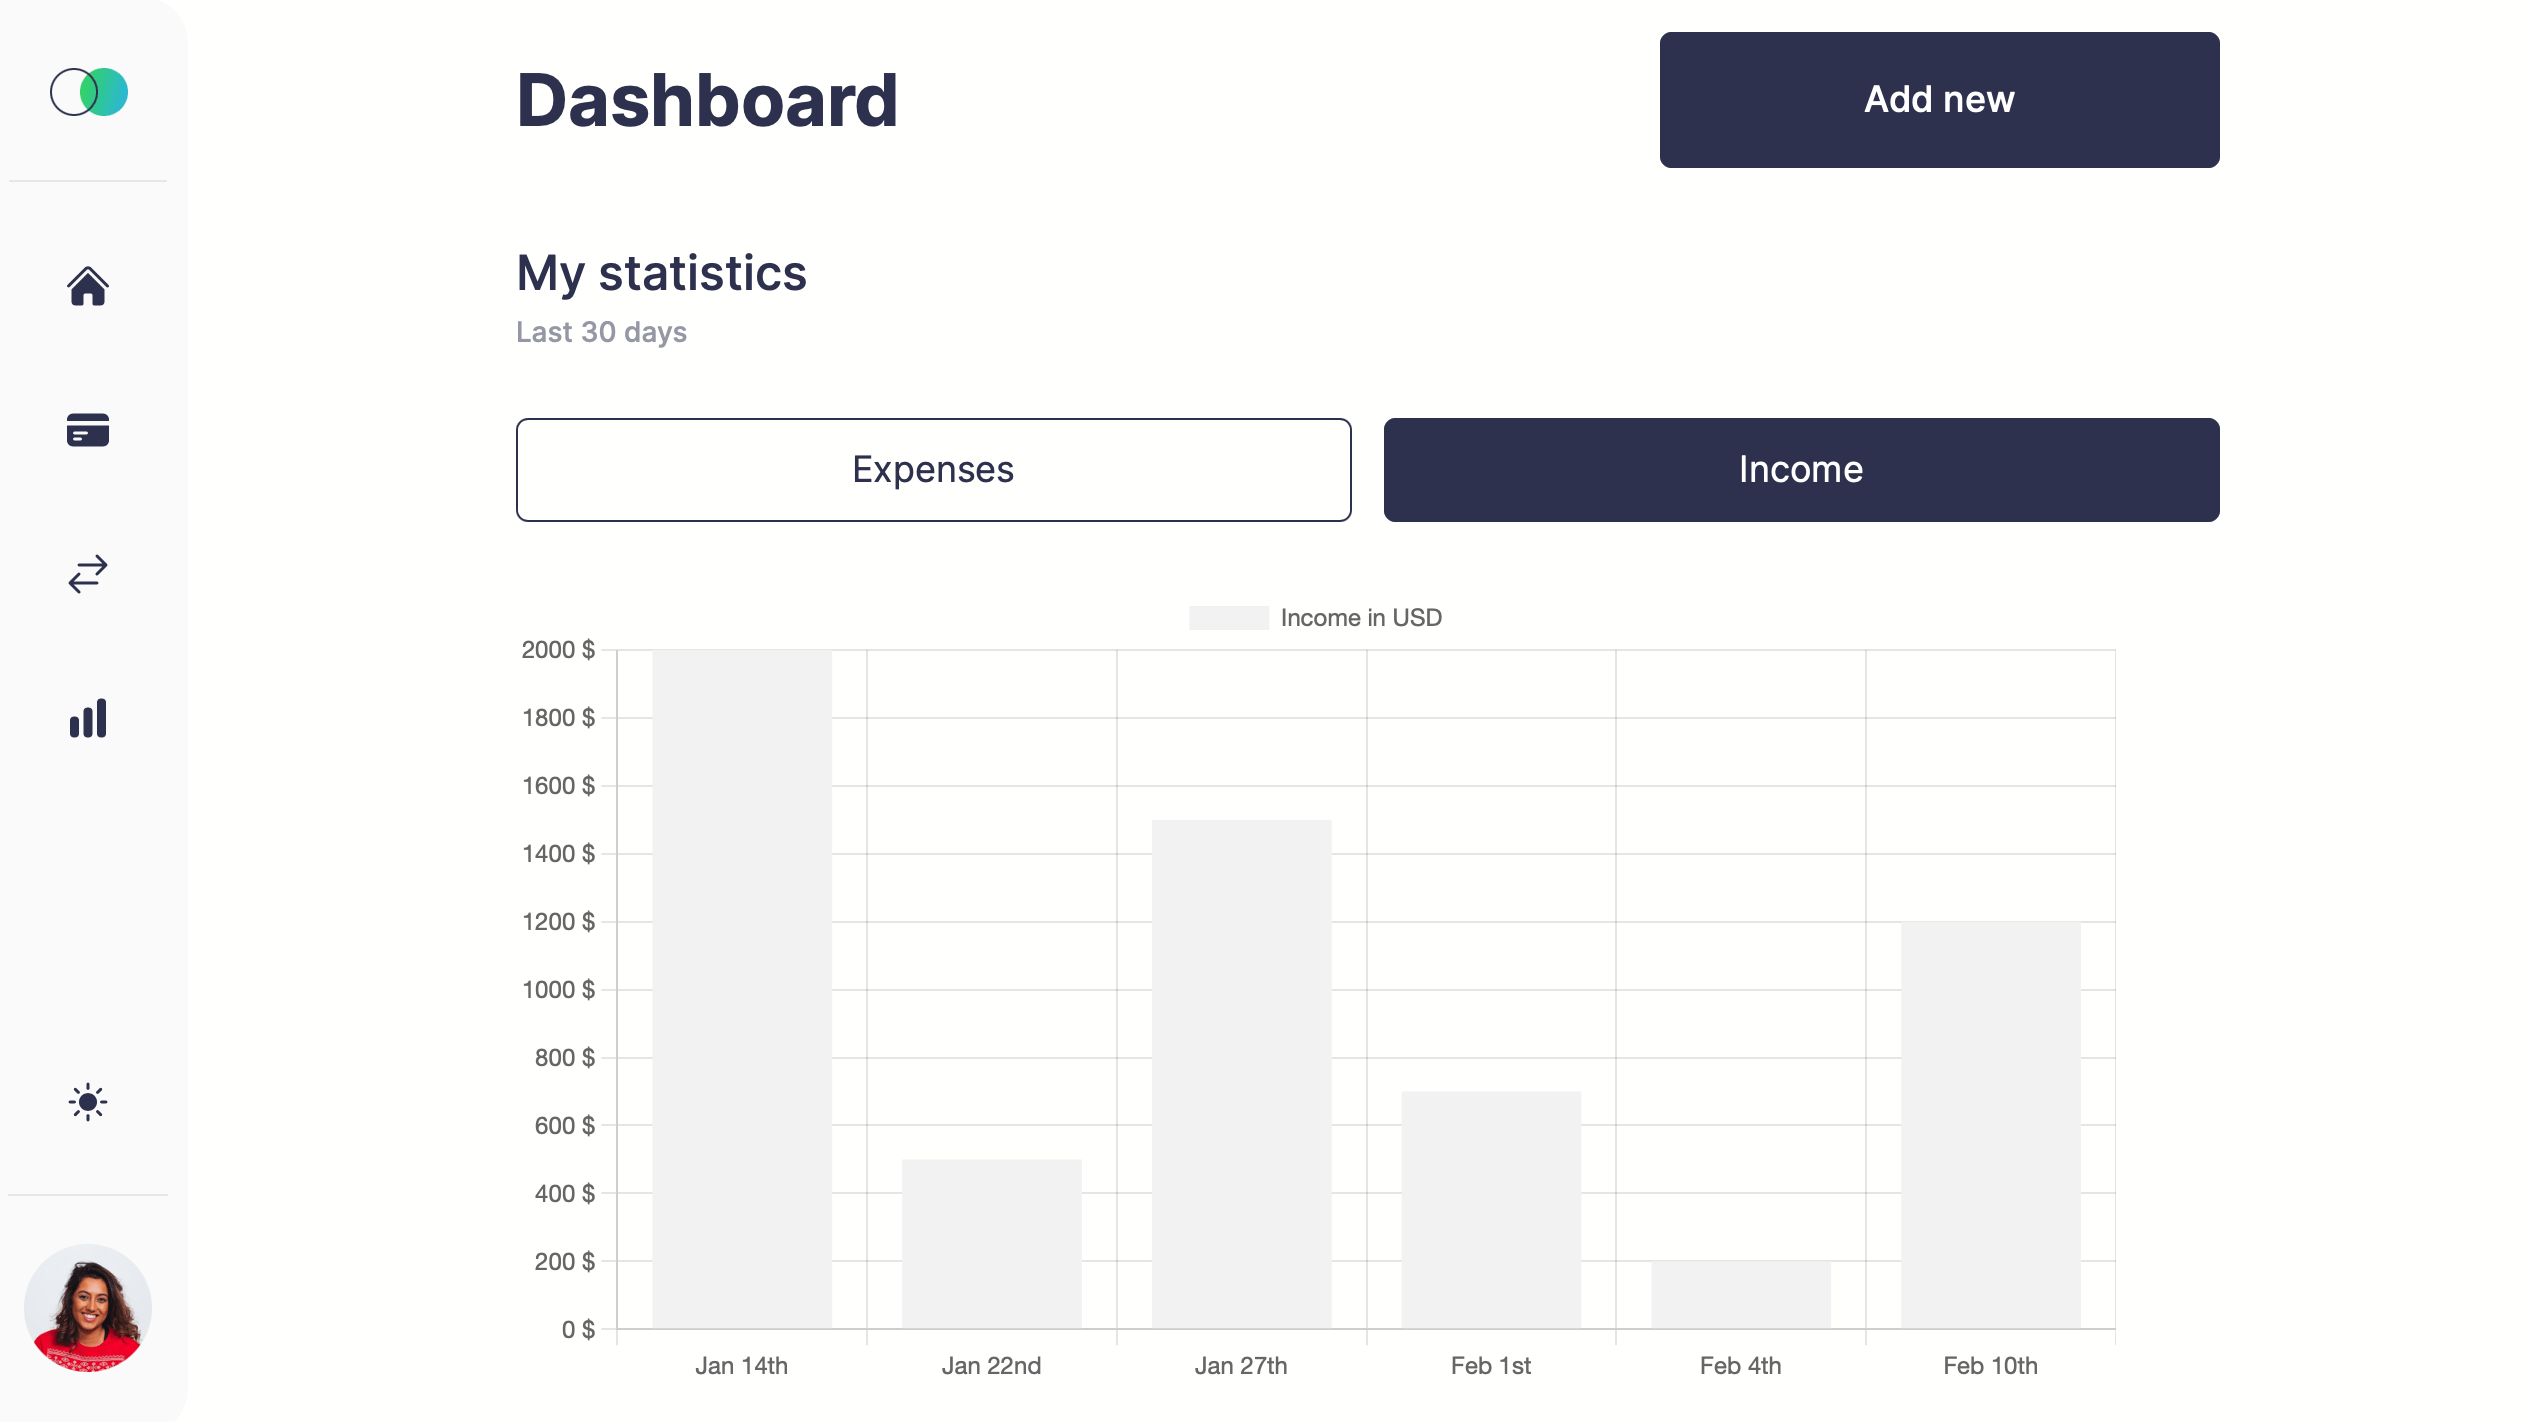 Dashboard
Add new
My statistics
Last 30 days
Expenses
Income
Income in USD
2000 $
1800 $
1600 $
1400 $
1200 $
1000 $
800 $
600 $
400 $
200 $
0 $
Jan 14th
Jan 22nd
Jan 27th
Feb 1st
Feb 4th
Feb 10th